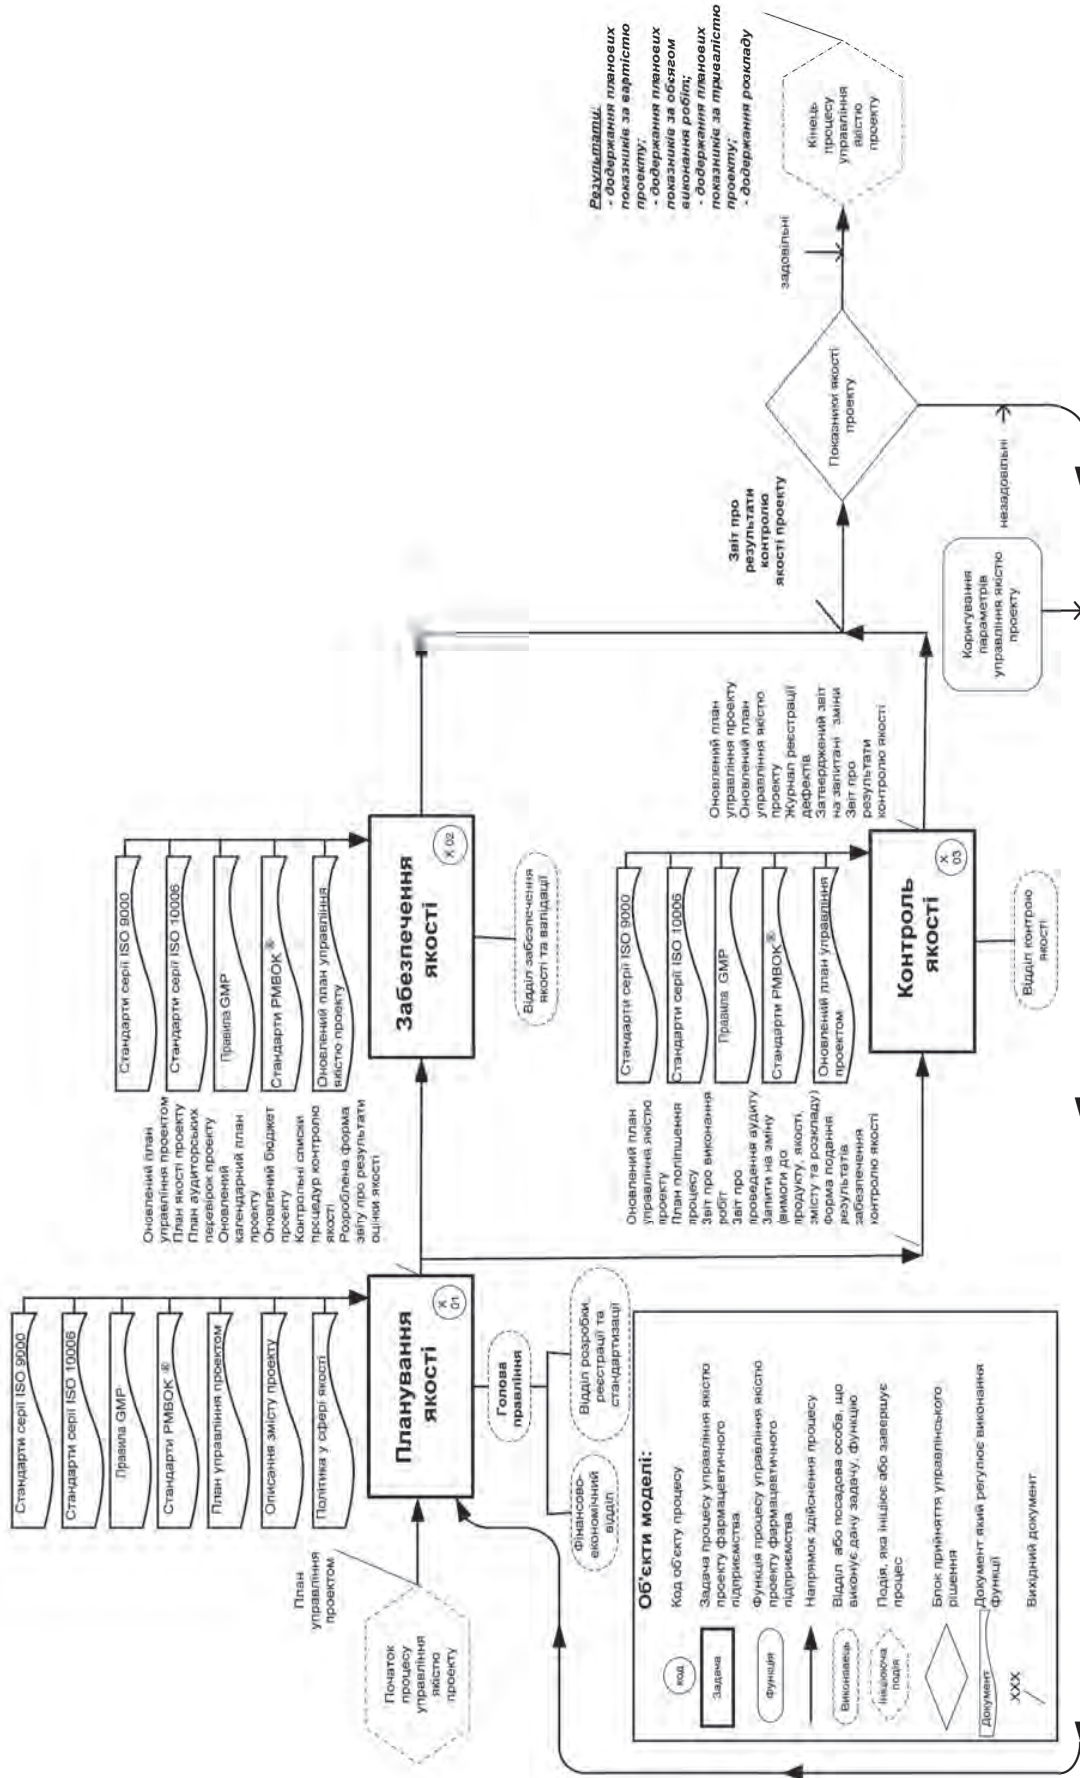 Стандарти серії ISO 9000
Стандарти серії ISO 10006
Правила GMP
Стандарти PMBOK ®
План управління проектом
Описання змісту проекту
Політика у сфері якості
План
управління
проектом
Початок
процесу
управління
якістю
проекту
Планування
якості
X
01
Голова
правління
Фінансово-
економічний
відділ
Відділ розробки,
реєстрації та
стандартизації
Оновлений план
управління проектом
План якості проекту
План аудиторських
перевірок проекту
Оновлений
календарний план
проекту
Оновлений бюджет
проекту
Контрольні списки
процедур контролю
якості
Розроблена форма
звіту про результати
оцінки якості
Стандарти серії ISO 9000
Стандарти серії ISO 10006
Правила GMP
Стандарти PMBOK ®
Оновлений план управління
якістю проекту
Забезпечення
якості
X 02
Відділ забезпечення
якості та валідації
Оновлений план
управління якістю
проекту
План поліпшення
процесу
Звіт про виконання
робіт
Звіт про
проведення аудиту
Запити на зміну
(вимоги до
продукту, якості,
змісту та розкладу)
Форма подання
результатів
забезпечення
контролю якості
Стандарти серії ISO 9000
Стандарти серії ISO 10006
Правила GMP
Стандарти PMBOK ®
Оновлений план управління
проектом
Контроль
якості
X
03
Відділ контрою
якості
Оновлений план
управління проекту
Оновлений план
управління якістю
проекту
Журнал реєстрації
дефектів
Затверджений звіт
на запитані зміни
Звіт про
результати
контролю якості
Звіт про
результати
контролю
якості проекту
Показники якості
проекту
задовільні
незадовільні
Коригування
параметрів
управління якістю
проекту
Кінець
процесу
управління
якістю
проекту
Результати:
- додержання планових
показників за вартістю
проекту;
- додержання планових
показників за обсягом
виконання робіт;
- додержання планових
показників за тривалістю
проекту;
- додержання розкладу
Об'єкти моделі:
код
Код об'єкту процесу
Задача
Задача процесу управління якістю
проекту фармацевтичного
підприємства
Функція
Функція процесу управління якістю
проекту фармацевтичного
підприємства
Напрямок здійснення процесу
Виконавець
Відділ або посадова особа, що
виконує дану задачу, функцію
Ініціююча
подія
Подія, яка ініціює або завершує
процес
Блок прийняття управлінського
рішення
Документ
Документ який регулює виконання
функції
XXX
Вихідний документ